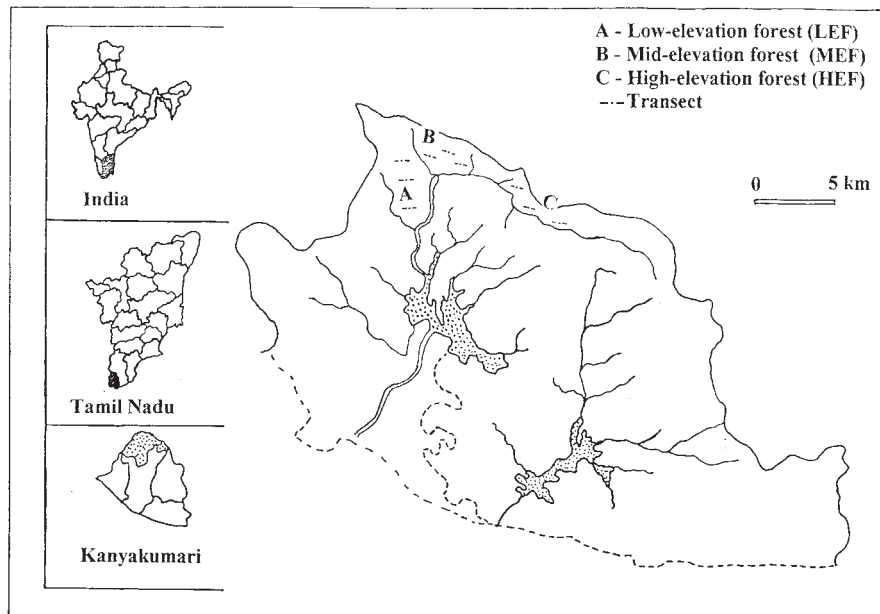 A - Low-elevation forest (LEF)
B - Mid-elevation forest (MEF)
C - High-elevation forest (HEF)
--- Transect
India
Tamil Nadu
Kanyakumari
B
A
C
0 5 km